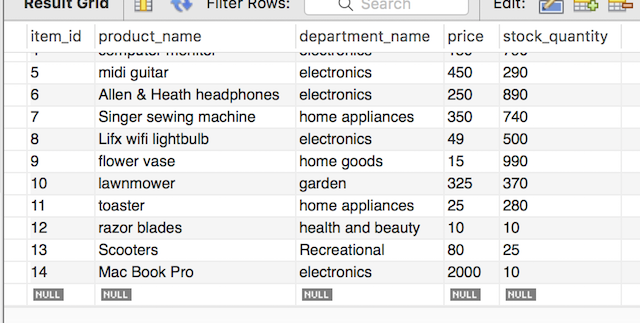 Result Grid Filter Rows: Search Edit:
item_id product_name department_name price stock_quantity
computer monitor electronics
5 midi guitar electronics 450 290
6 Allen & Heath headphones electronics 250 890
7 Singer sewing machine home appliances 350 740
8 Lifx wifi lightbulb electronics 49 500
9 flower vase home goods 15 990
10 lawnmower garden 325 370
11 toaster home appliances 25 280
12 razor blades health and beauty 10 10
13 Scooters Recreational 80 25
14 Mac Book Pro electronics 2000 10
NULL NULL NULL NULL NULL